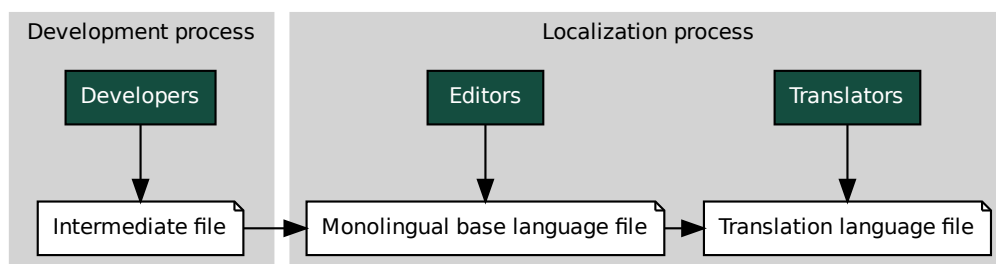 Development process
Localization process
Developers
Editors
Translators
Intermediate file
Monolingual base language file
Translation language file